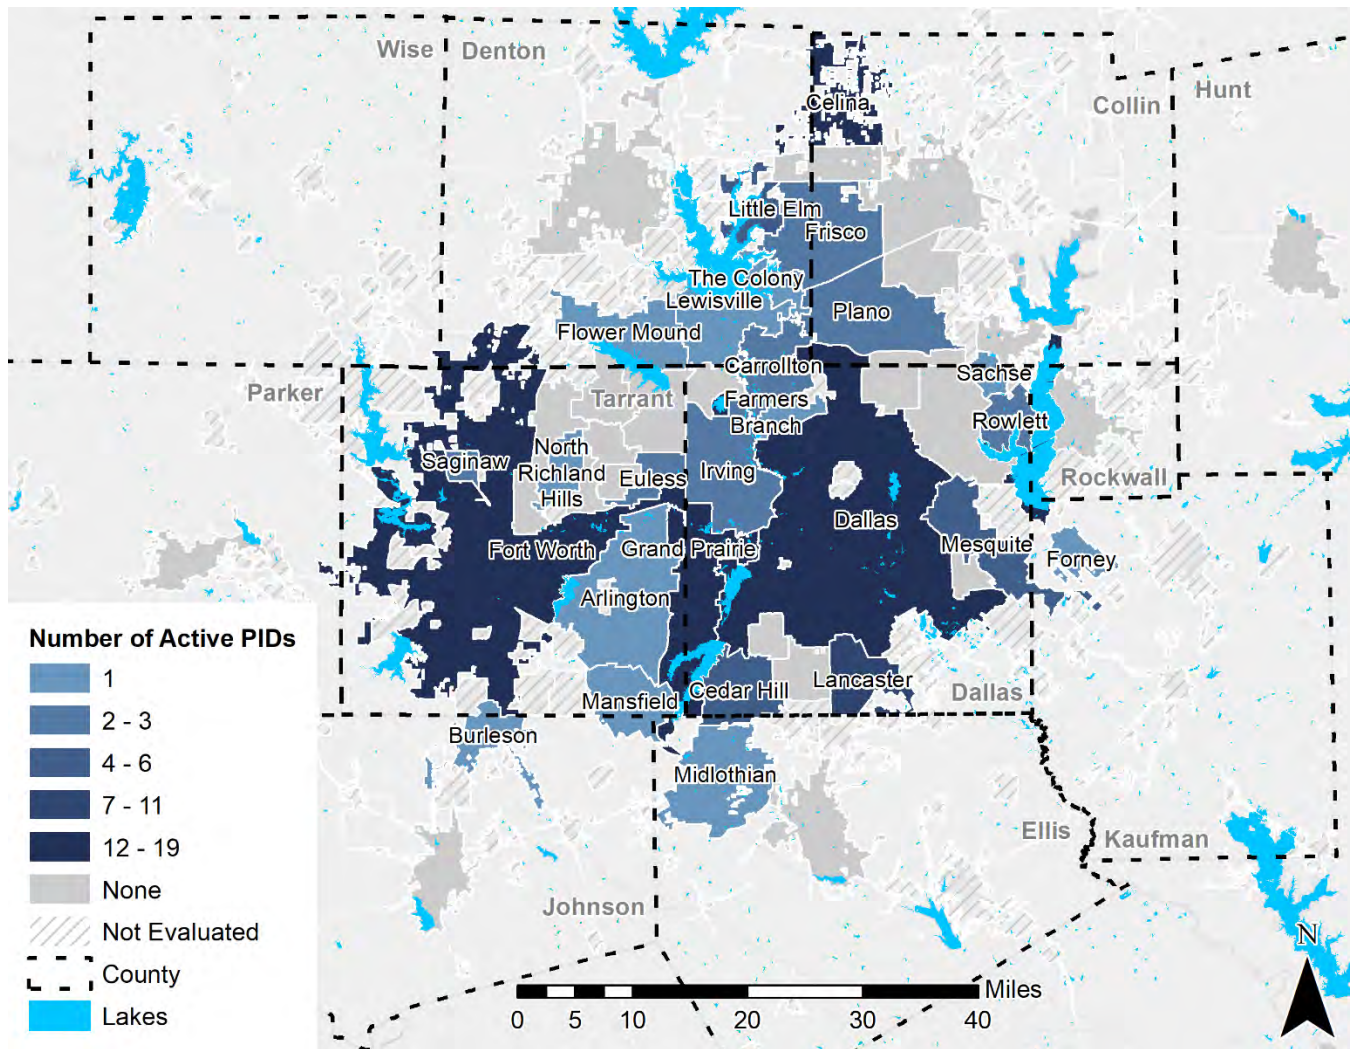 Wise
Denton
Collin
Hunt
Celina
Little Elm
Frisco
The Colony
Lewisville
Plano
Flower Mound
Carrollton
Sachse
Parker
Tarrant
Farmers
Branch
Rowlett
North
Richland
Hills
Saginaw
Euless
Irving
Rockwall
Dallas
Fort Worth
Grand Prairie
Mesquite
Forney
Arlington
Mansfield
Cedar Hill
Lancaster
Dallas
Burleson
Midlothian
Ellis
Kaufman
Johnson
Number of Active PIDs
1
2 - 3
4 - 6
7 - 11
12 - 19
None
Not Evaluated
County
Lakes
N
Miles
0 5 10 20 30 40